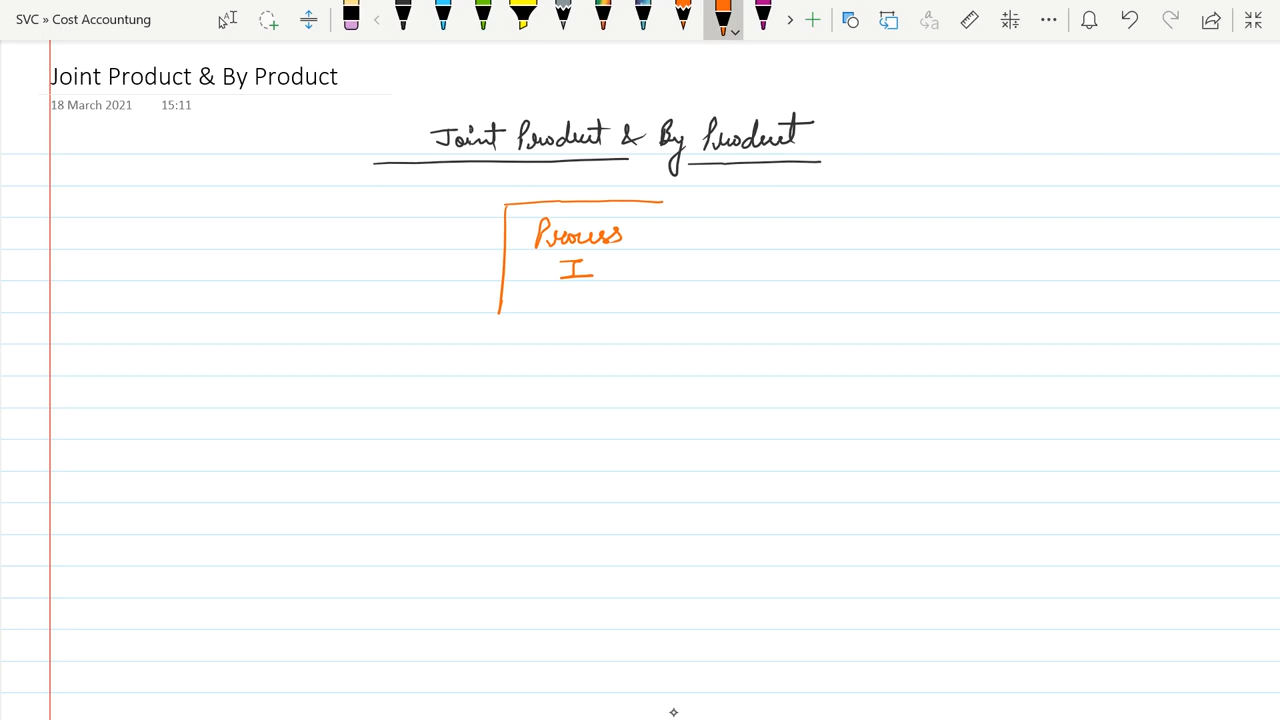 SVC » Cost Accountung
Joint Product & By Product
18 March 2021 15:11
Joint Product & By Product
Process
I